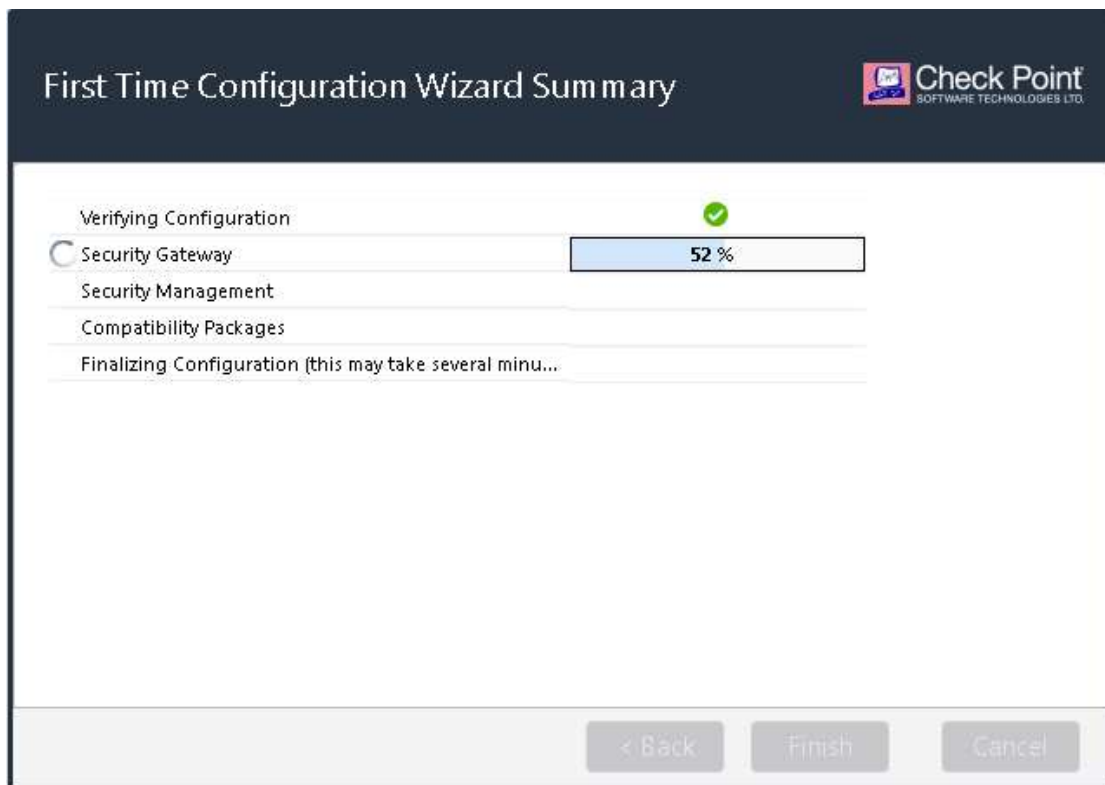 First Time Configuration Wizard Summary
Check Point
SOFTWARE TECHNOLOGIES LTD.
Verifying Configuration
Security Gateway 52 %
Security Management
Compatibility Packages
Finalizing Configuration (this may take several minu...
< Back Finish Cancel